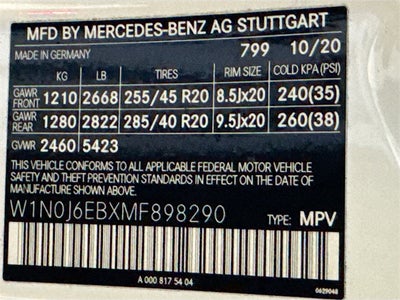 MFD BY MERCEDES-BENZ AG STUTTGART
MADE IN GERMANY 799 10/20
KG LB TIRES RIM SIZE COLD KPA(PSI)
GAWR FRONT 1210 2668 255/45 R20 8.5Jx20 240(35)
GAWR REAR 1280 2822 285/40 R20 9.5Jx20 260(38)
GVWR 2460 5423
THIS VEHICLE CONFORMS TO ALL APPLICABLE FEDERAL MOTOR VEHICLE
SAFETY AND THEFT PREVENTION STANDARDS IN EFFECT ON THE DATE OF
MANUFACTURE SHOWN ABOVE.
W1N0J6EBXMF898290 TYPE: MPV
A 000 817 54 04
0629048